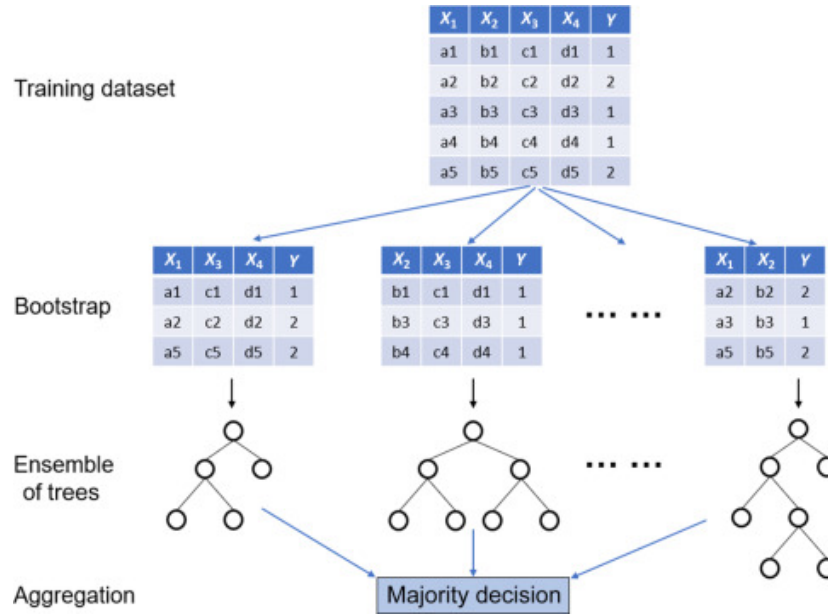 X₁ X₂ X₃ X₄ Y
a1 b1 c1 d1 1
Training dataset
a2 b2 c2 d2 2
a3 b3 c3 d3 1
a4 b4 c4 d4 1
a5 b5 c5 d5 2
X₁ X₃ X₄ Y
a1 c1 d1 1
a2 c2 d2 2
a5 c5 d5 2
X₂ X₃ X₄ Y
b1 c1 d1 1
b3 c3 d3 1
b4 c4 d4 1
... ...
X₁ X₂ Y
a2 b2 2
a3 b3 1
a5 b5 2
Bootstrap
Ensemble
of trees
... ...
Aggregation
Majority decision